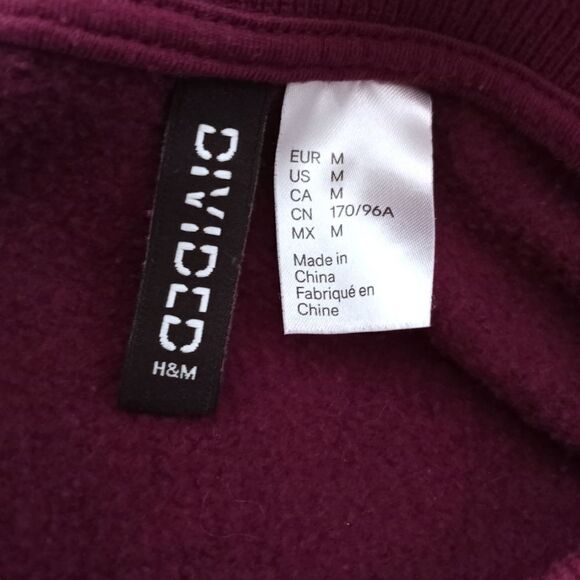 DIVIDED
H&M
EUR M
US M
CA M
CN 170/96A
MX M
Made in
China
Fabriqué en
Chine